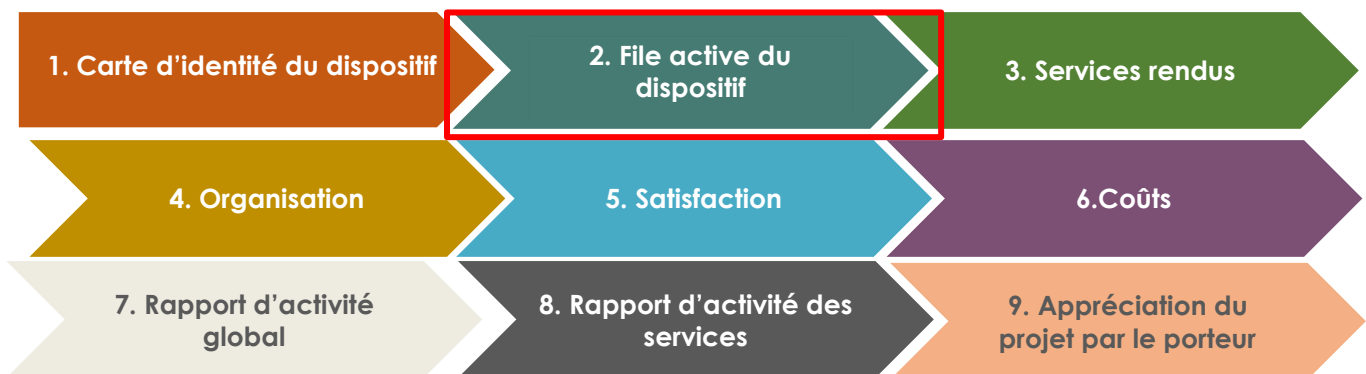 1. Carte d’identité du dispositif
2. File active du
dispositif
3. Services rendus
4. Organisation
5. Satisfaction
6.Coûts
7. Rapport d’activité
global
8. Rapport d’activité des
services
9. Appréciation du
projet par le porteur